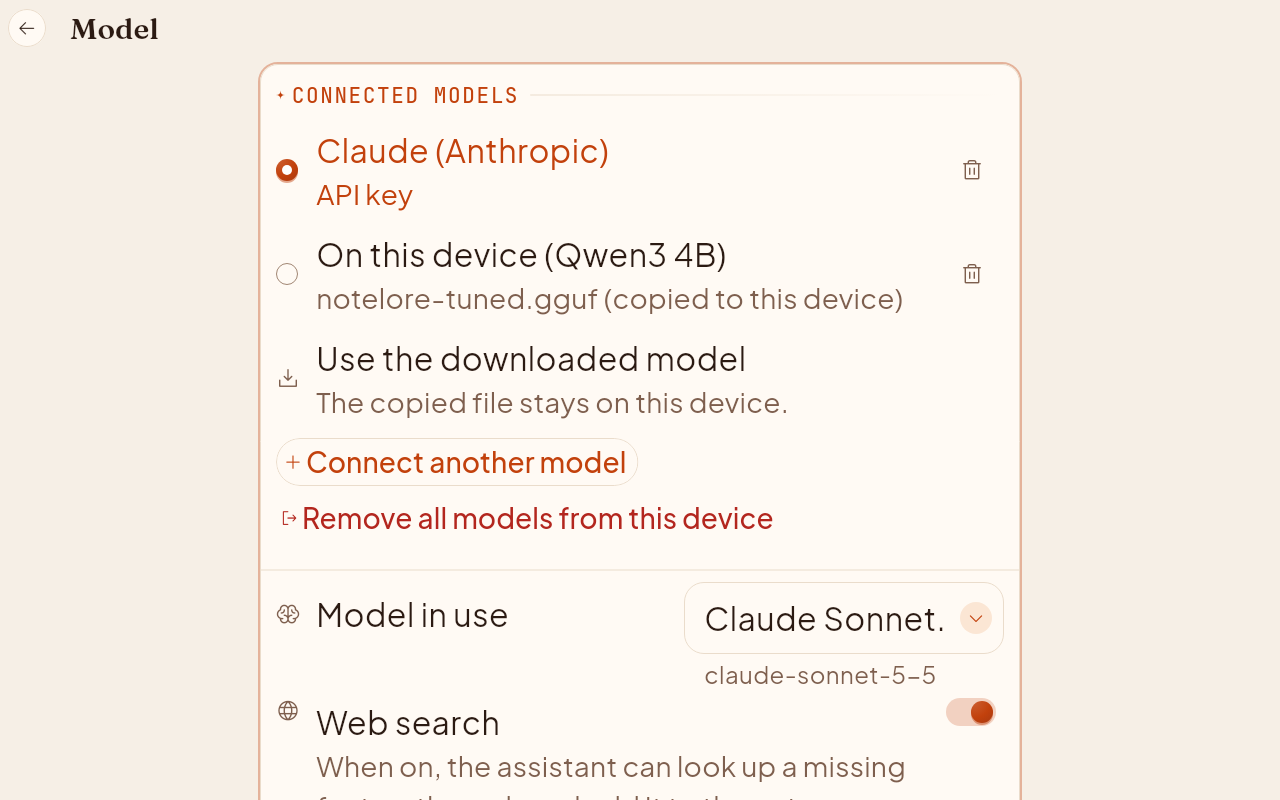 Model
CONNECTED MODELS
Claude (Anthropic)
API key
On this device (Qwen3 4B)
notelore-tuned.gguf (copied to this device)
Use the downloaded model
The copied file stays on this device.
Connect another model
Remove all models from this device
Model in use
Claude Sonnet.
claude-sonnet-5-5
Web search
When on, the assistant can look up a missing